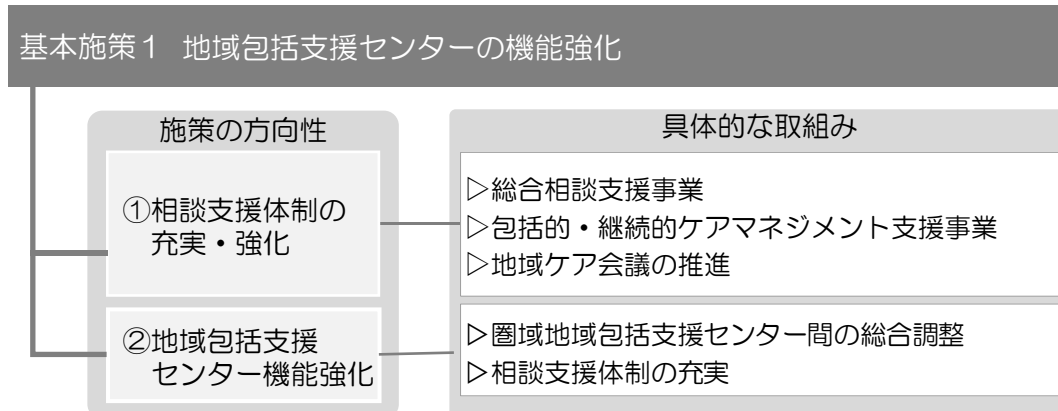 基本施策１ 地域包括支援センターの機能強化
施策の方向性
具体的な取組み
①相談支援体制の
充実・強化
▷総合相談支援事業
▷包括的・継続的ケアマネジメント支援事業
▷地域ケア会議の推進
②地域包括支援
センター機能強化
▷圏域地域包括支援センター間の総合調整
▷相談支援体制の充実